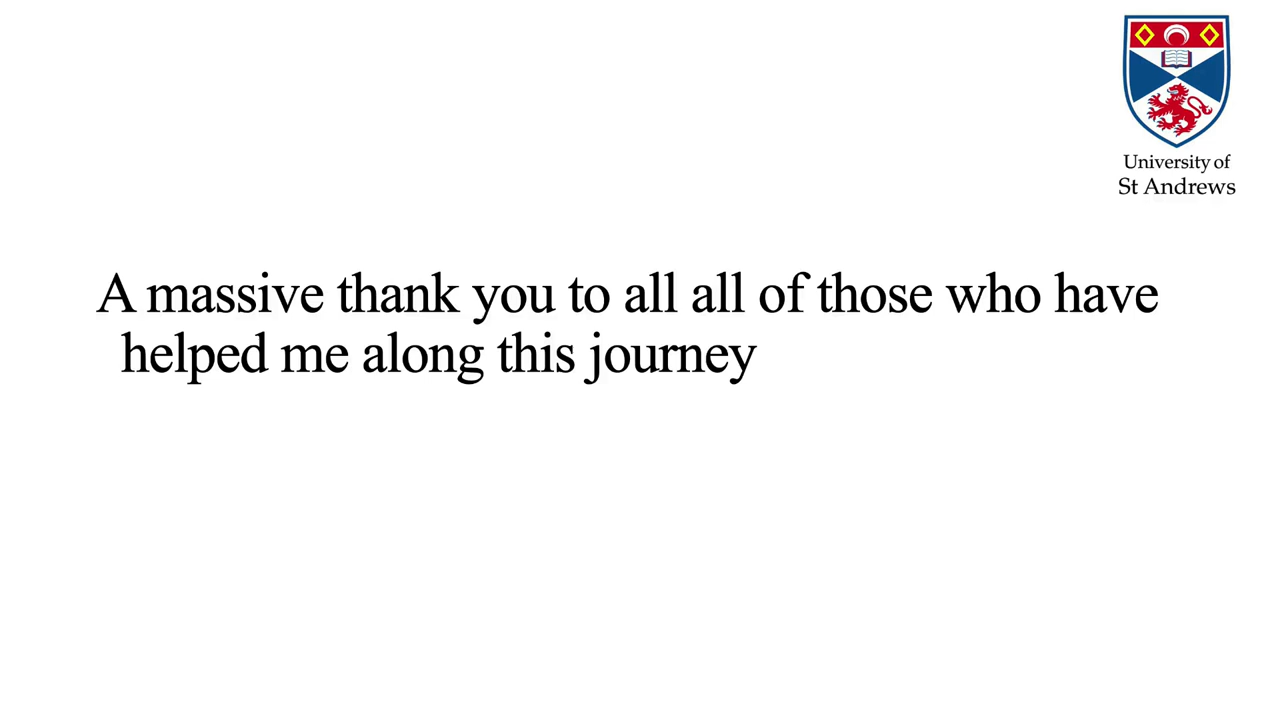 University of
St Andrews
A massive thank you to all all of those who have
helped me along this journey